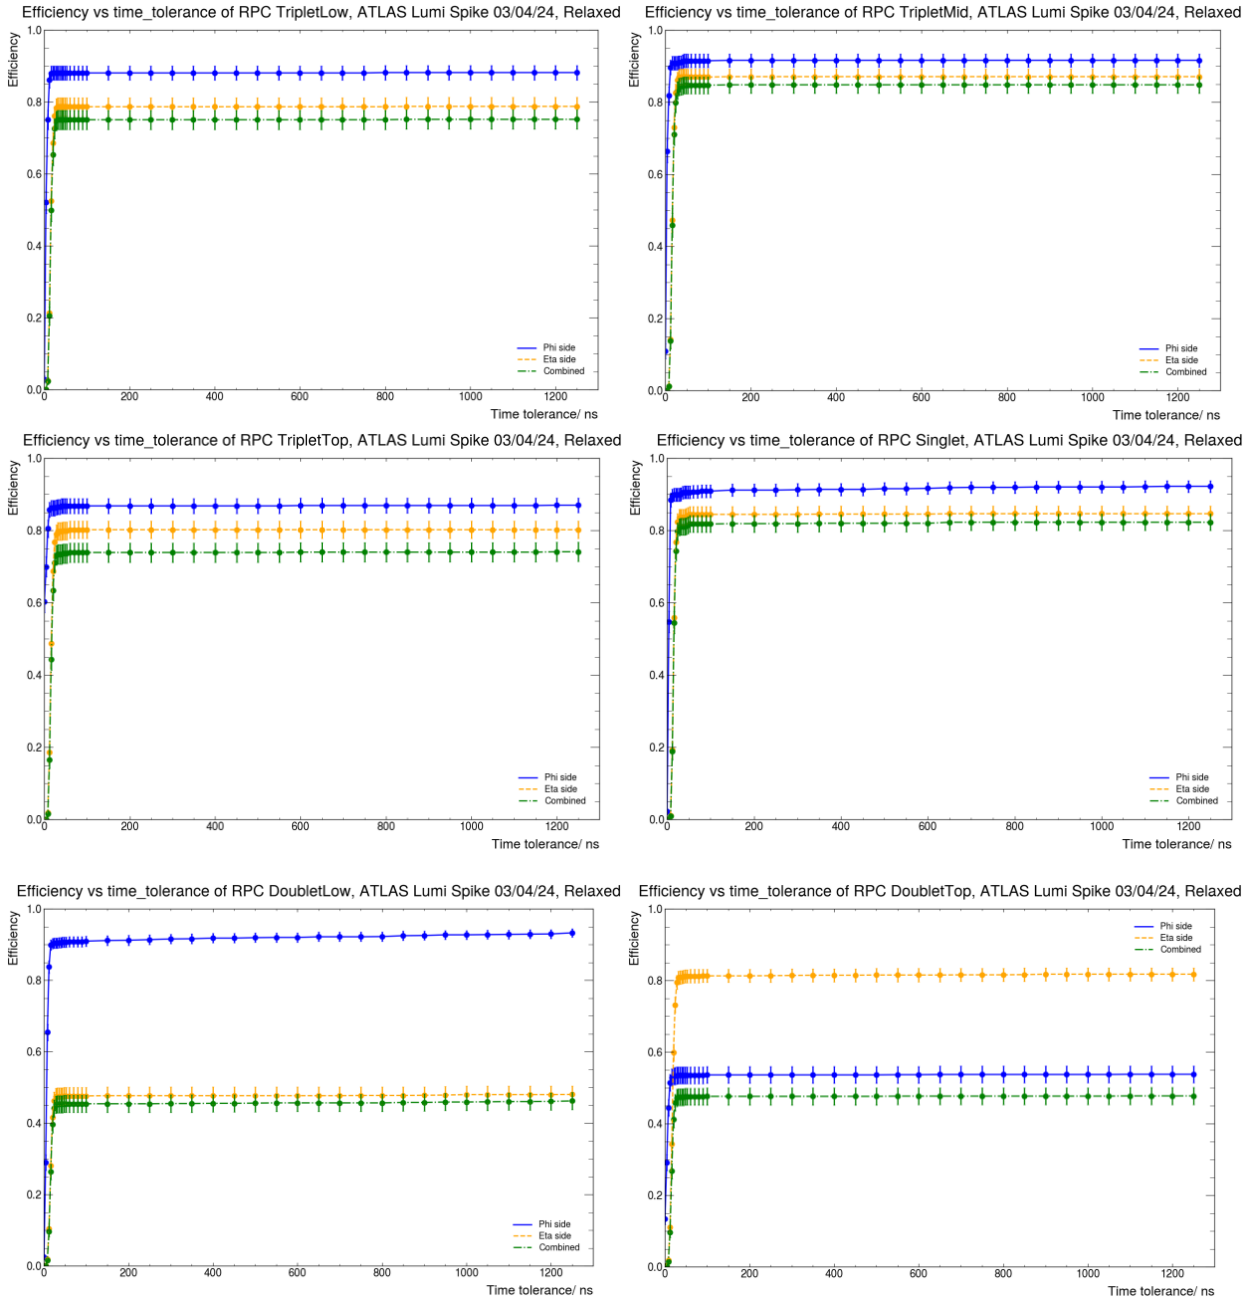 Efficiency vs time_tolerance of RPC TripletLow, ATLAS Lumi Spike 03/04/24, Relaxed
Efficiency
1.0
0.8
0.6
0.4
0.2
0.0
Phi side
Eta side
Combined
0 200 400 600 800 1000 1200
Time tolerance/ ns
Efficiency vs time_tolerance of RPC TripletMid, ATLAS Lumi Spike 03/04/24, Relaxed
Efficiency
1.0
0.8
0.6
0.4
0.2
0.0
Phi side
Eta side
Combined
0 200 400 600 800 1000 1200
Time tolerance/ ns
Efficiency vs time_tolerance of RPC TripletTop, ATLAS Lumi Spike 03/04/24, Relaxed
Efficiency
1.0
0.8
0.6
0.4
0.2
0.0
Phi side
Eta side
Combined
0 200 400 600 800 1000 1200
Time tolerance/ ns
Efficiency vs time_tolerance of RPC Singlet, ATLAS Lumi Spike 03/04/24, Relaxed
Efficiency
1.0
0.8
0.6
0.4
0.2
0.0
Phi side
Eta side
Combined
200 400 600 800 1000 1200
Time tolerance/ ns
Efficiency vs time_tolerance of RPC DoubletLow, ATLAS Lumi Spike 03/04/24, Relaxed
Efficiency
1.0
0.8
0.6
0.4
0.2
0.0
Phi side
Eta side
Combined
0 200 400 600 800 1000 1200
Time tolerance/ ns
Efficiency vs time_tolerance of RPC DoubletTop, ATLAS Lumi Spike 03/04/24, Relaxed
Efficiency
1.0
0.8
0.6
0.4
0.2
0.0
Phi side
Eta side
Combined
0 200 400 600 800 1000 1200
Time tolerance/ ns